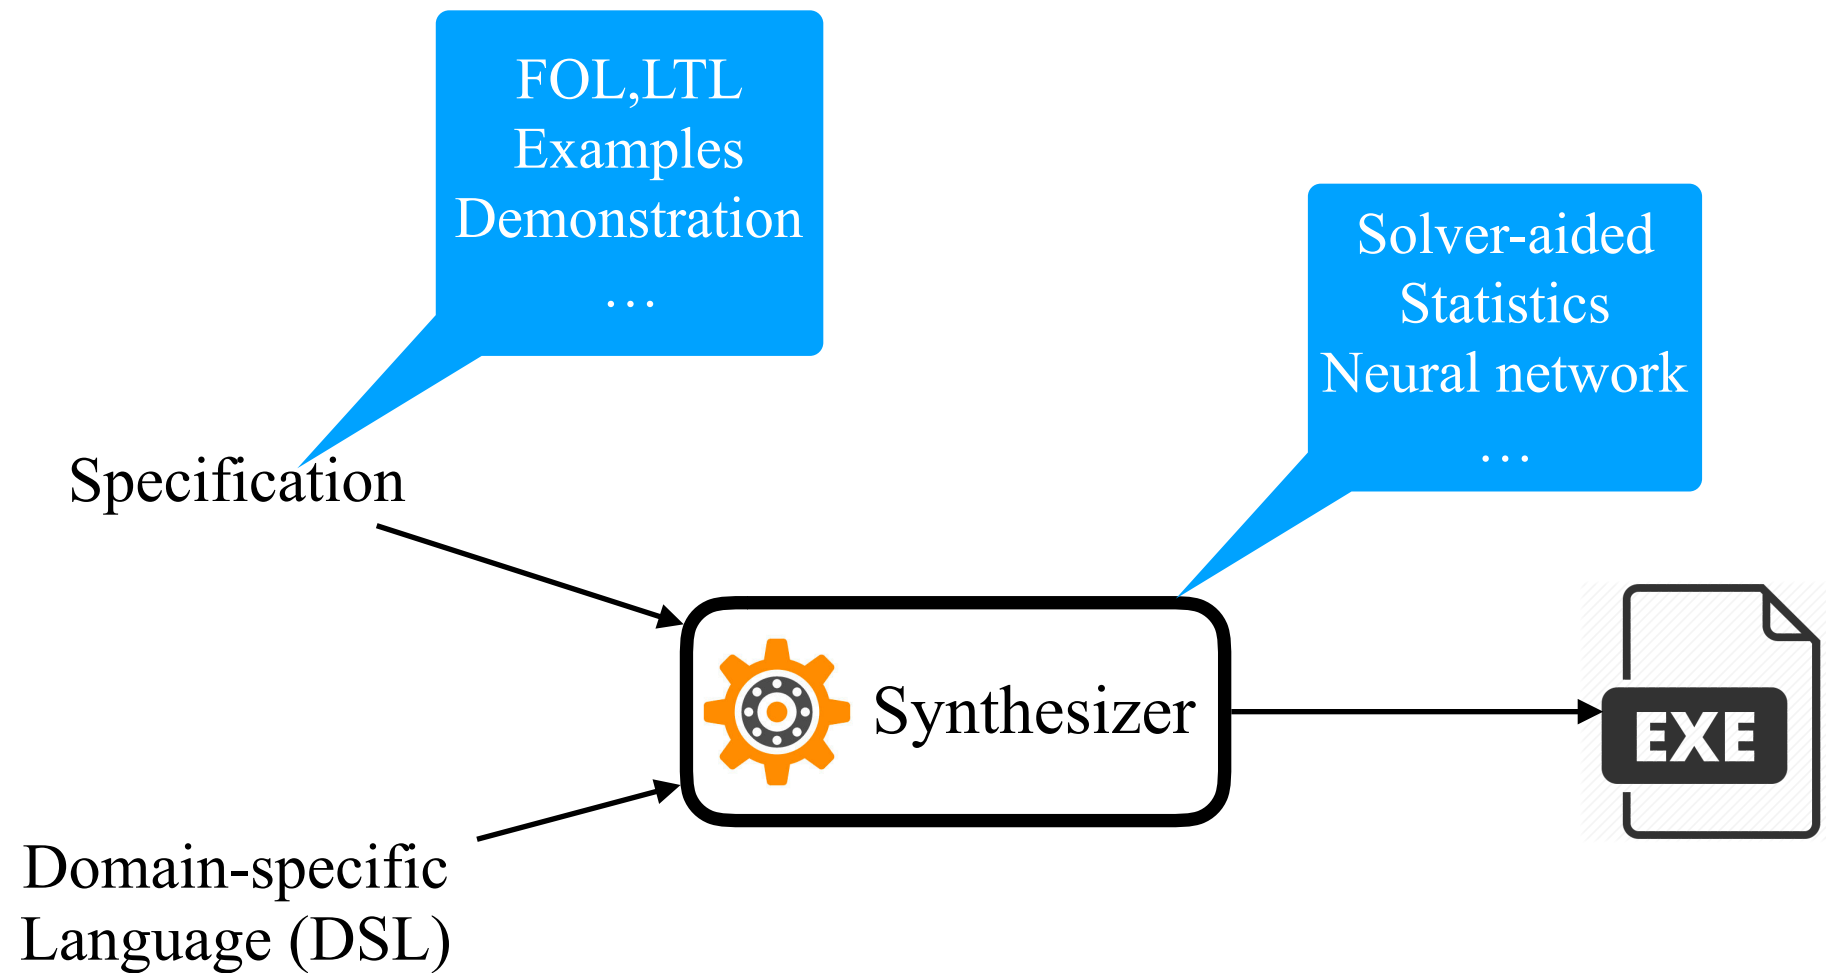 FOL,LTL
Examples
Demonstration
…
Solver-aided
Statistics
Neural network
…
Specification
Synthesizer
EXE
Domain-specific
Language (DSL)